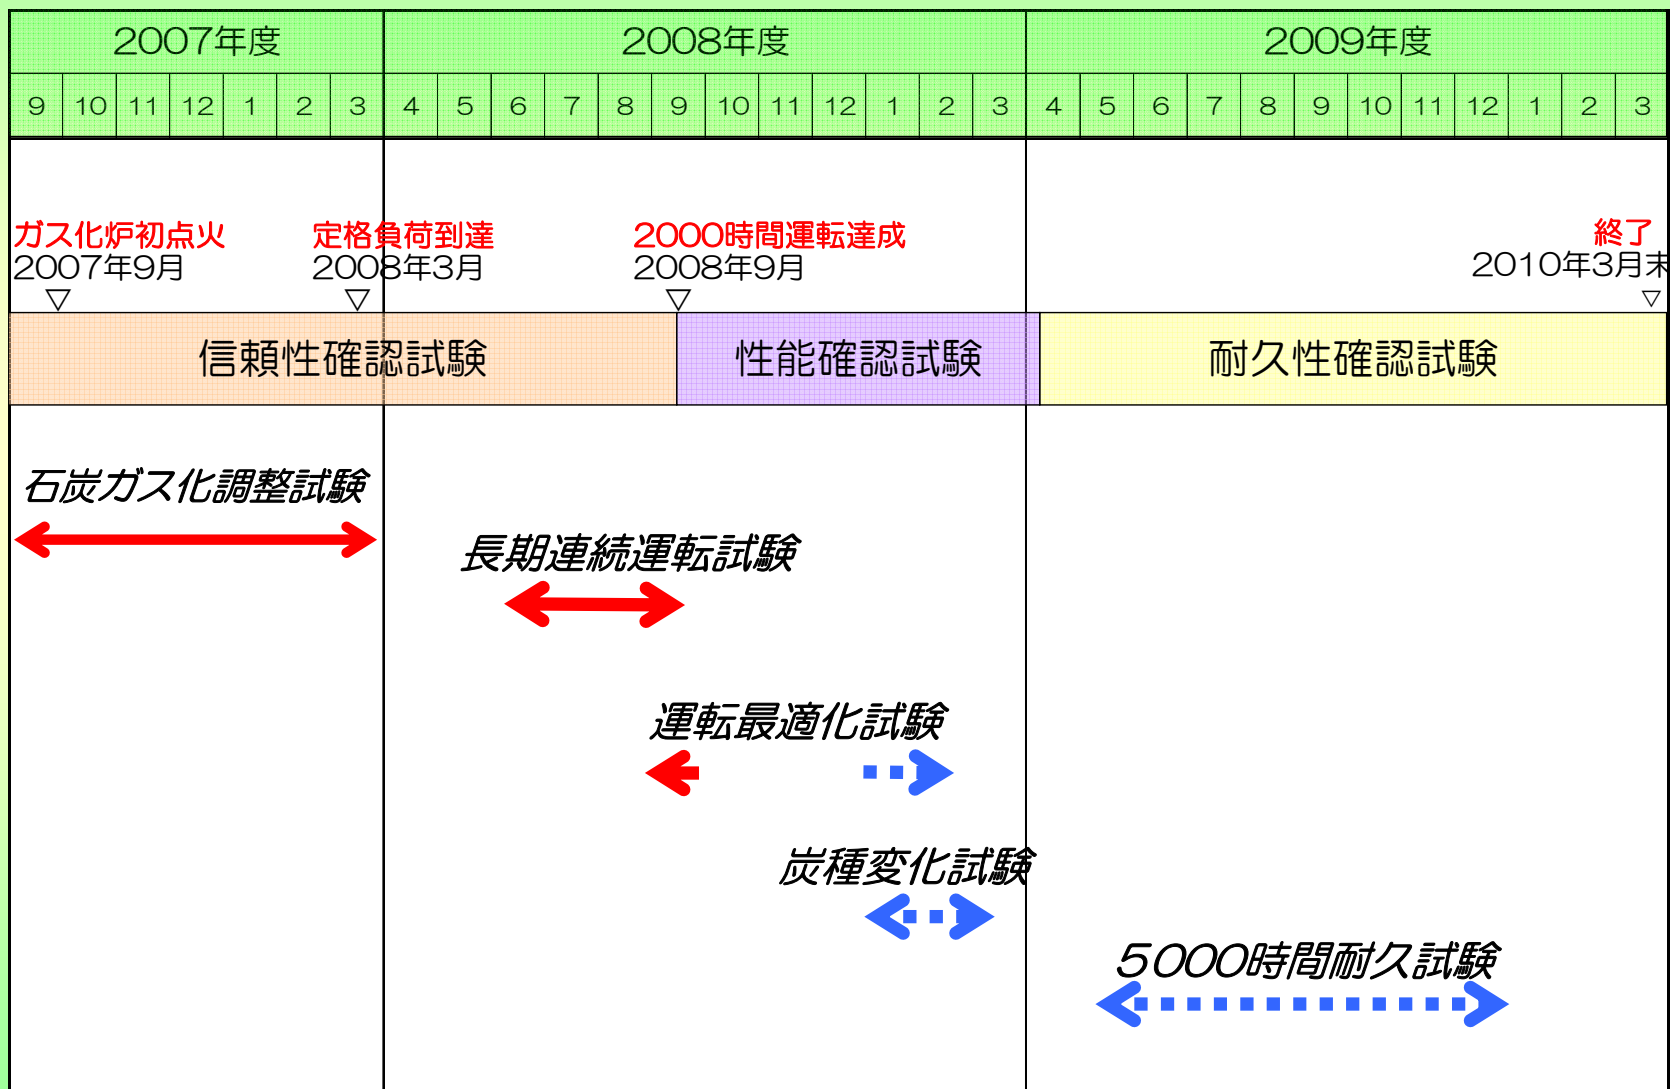 2007年度 2008年度 2009年度
9 10 11 12 1 2 3 4 5 6 7 8 9 10 11 12 1 2 3 4 5 6 7 8 9 10 11 12 1 2 3
ガス化炉初点火 定格負荷到達 2000時間運転達成 終了
2007年9月 2008年3月 2008年9月 2010年3月末
信頼性確認試験 性能確認試験 耐久性確認試験
石炭ガス化調整試験
長期連続運転試験
運転最適化試験
炭種変化試験
5000時間耐久試験